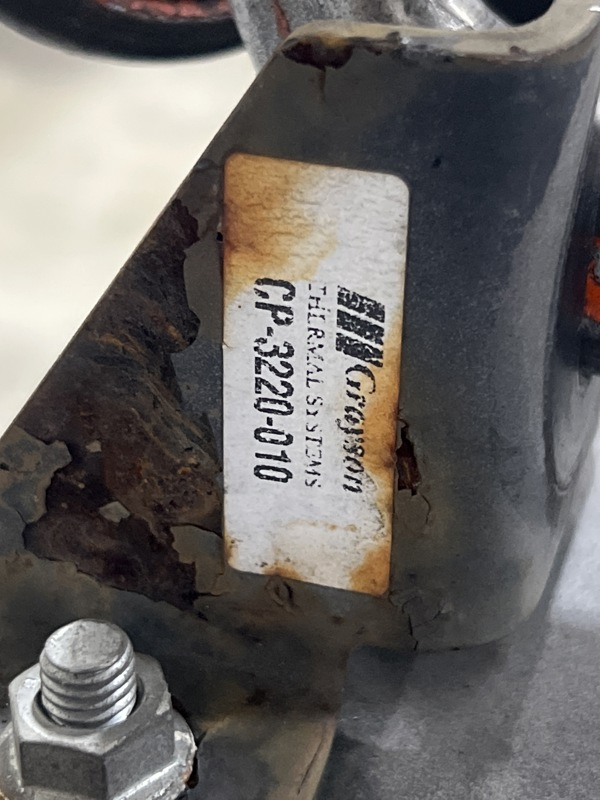 Grayson
THERMAL SYSTEMS
CP-3220-010